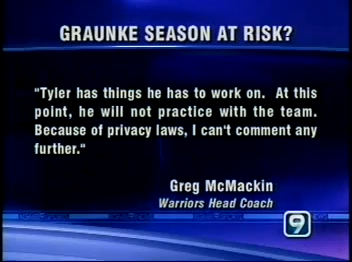 GRAUNKE SEASON AT RISK?
"Tyler has things he has to work on. At this
point, he will not practice with the team.
Because of privacy laws, I can't comment any
further."
Greg McMackin
Warriors Head Coach
9